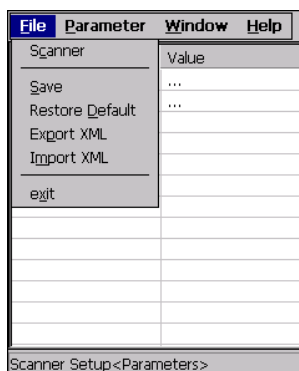 File Parameter Window Help
Scanner
Value
Save
...
Restore Default
...
Export XML
Import XML
exit
Scanner Setup<Parameters>